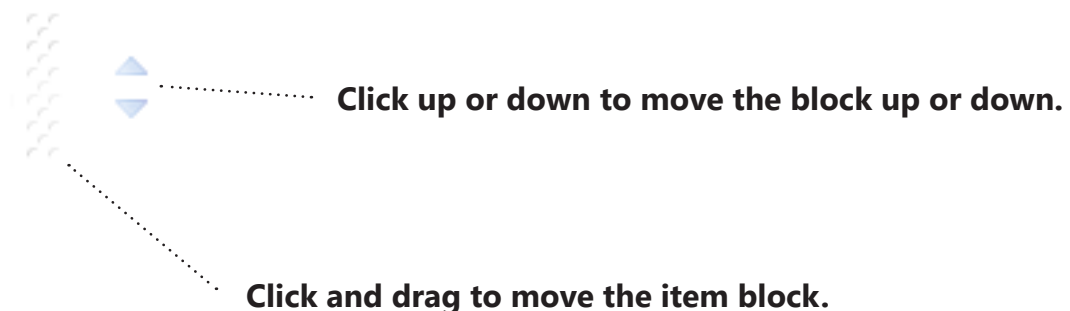 Click up or down to move the block up or down.
Click and drag to move the item block.